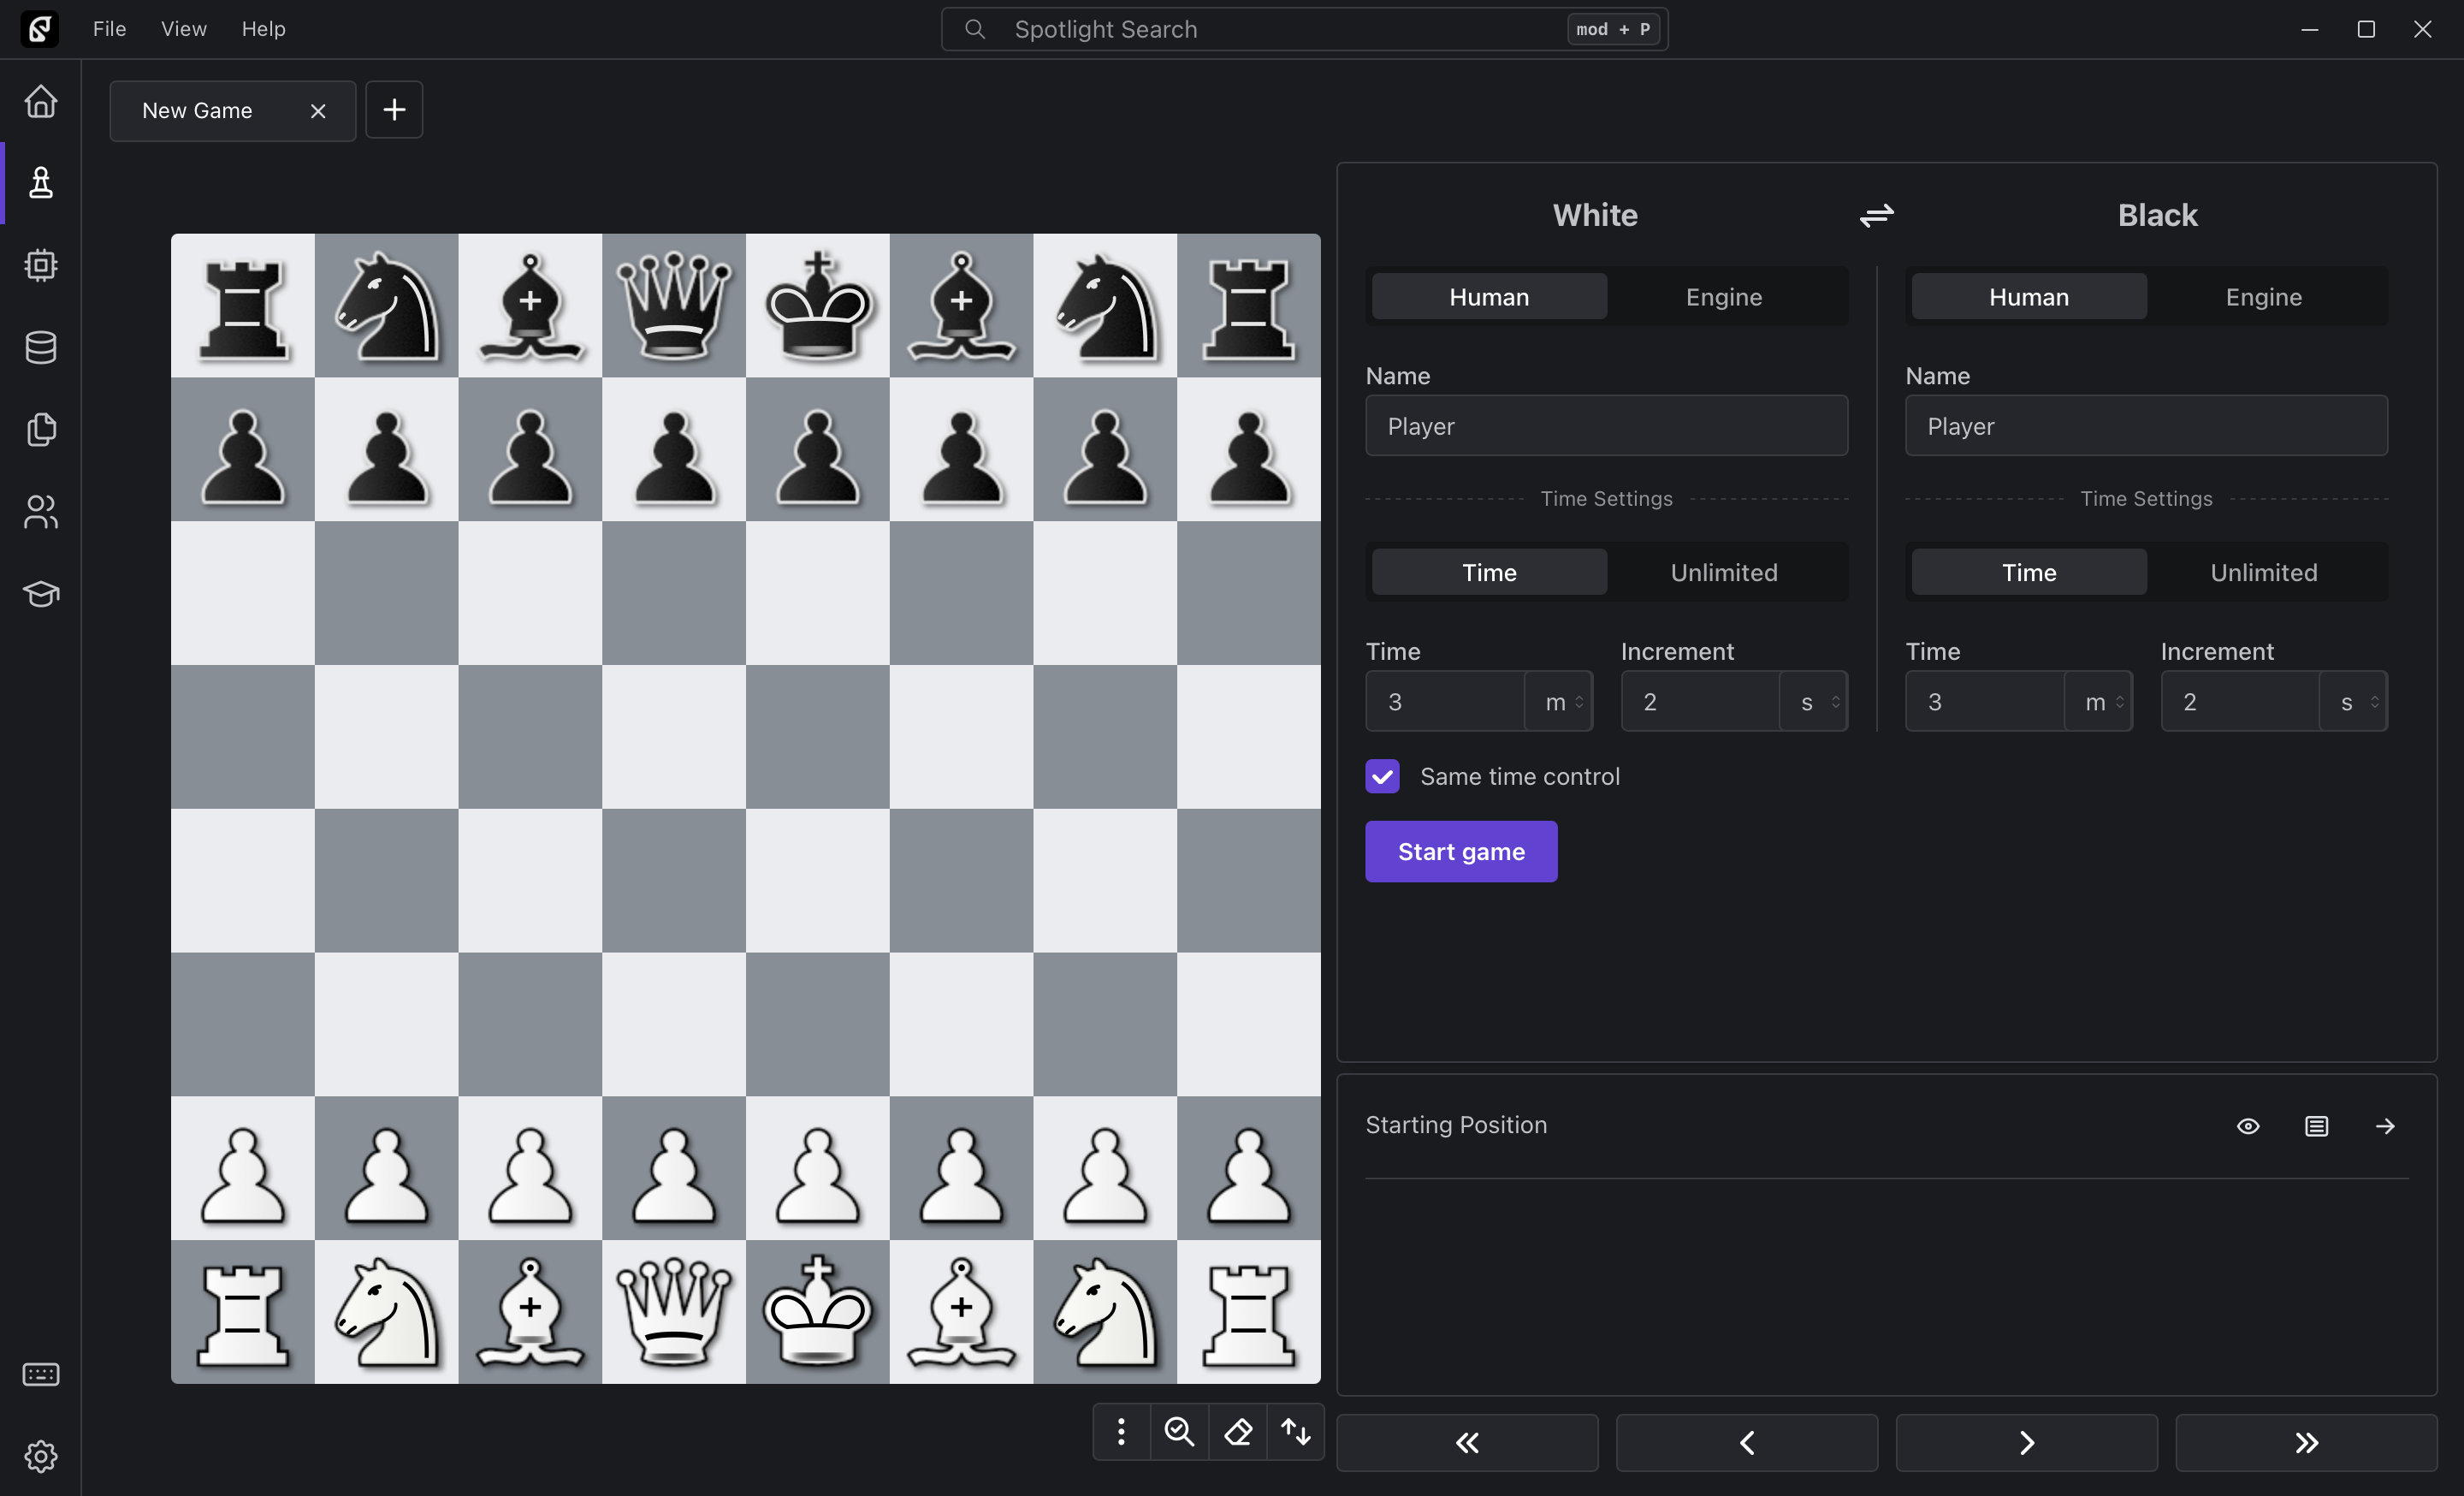 File View Help
Spotlight Search mod + P
New Game
White Black
Human Engine Human Engine
Name Name
Player Player
Time Settings Time Settings
Time Unlimited Time Unlimited
Time Increment Time Increment
3 m 2 s 3 m 2 s
Same time control
Start game
Starting Position